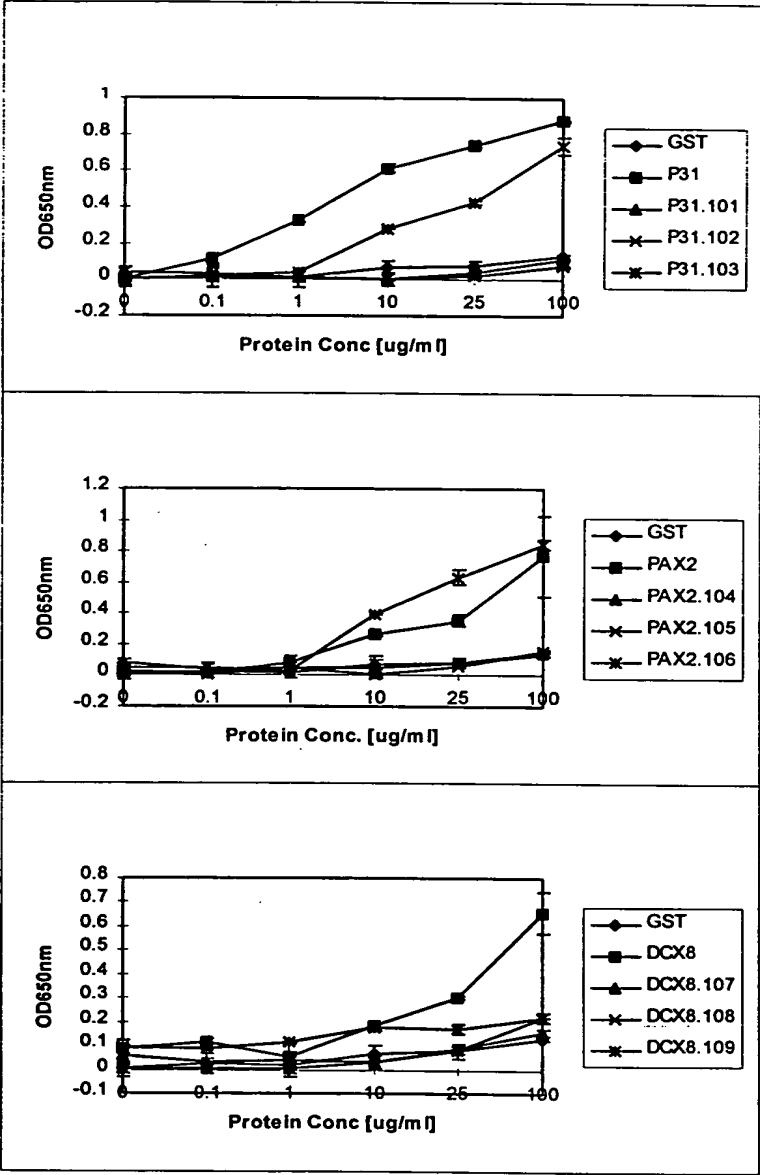 1
0.8
0.6
0.4
0.2
0
-0.2
OD650nm
0 0.1 1 10 25 100
Protein Conc [ug/ml]
GST
P31
P31.101
P31.102
P31.103
1.2
1
0.8
0.6
0.4
0.2
0
-0.2
OD650nm
0 0.1 1 10 25 100
Protein Conc. [ug/ml]
GST
PAX2
PAX2.104
PAX2.105
PAX2.106
0.8
0.7
0.6
0.5
0.4
0.3
0.2
0.1
0
-0.1
OD650nm
0 0.1 1 10 25 100
Protein Conc [ug/ml]
GST
DCX8
DCX8.107
DCX8.108
DCX8.109